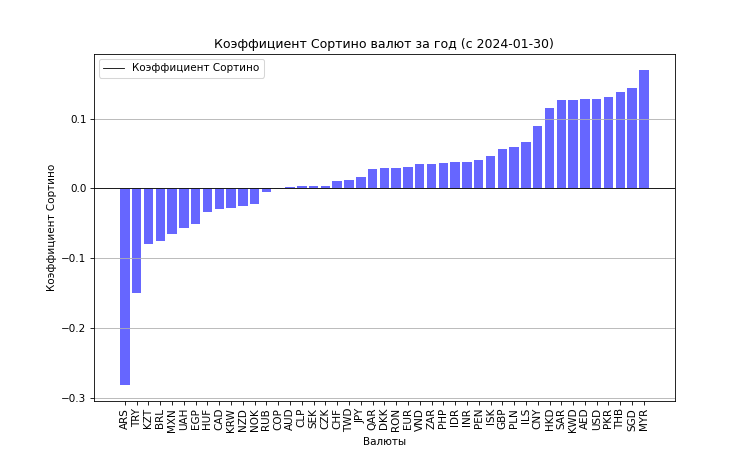 Коэффициент Сортино валют за год (с 2024-01-30)
Коэффициент Сортино
Коэффициент Сортино
0.1
0.0
−0.1
−0.2
−0.3
ARS TRY KZT BRL MXN UAH EGP HUF CAD KRW NZD NOK RUB COP AUD CLP SEK CZK CHF TWD JPY QAR DKK RON EUR VND ZAR PHP IDR INR PEN ISK GBP PLN ILS CNY HKD SAR KWD AED USD PKR THB SGD MYR
Валюты